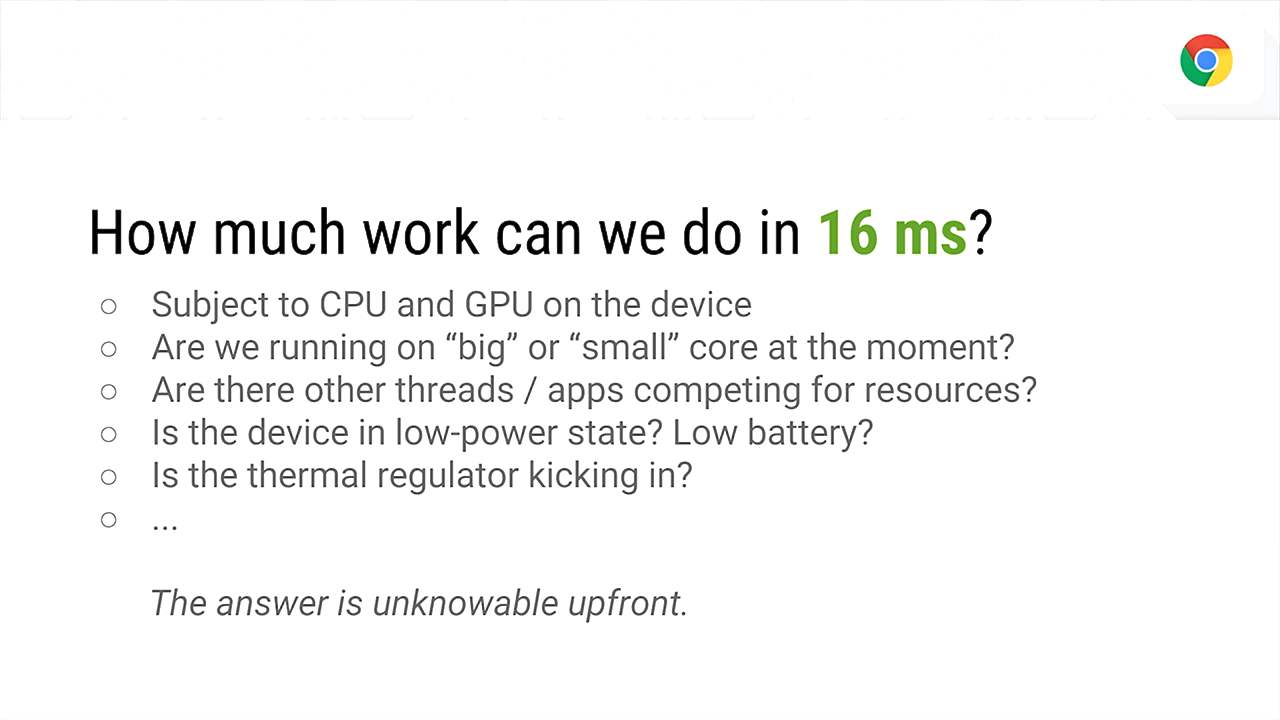 How much work can we do in 16 ms?
○ Subject to CPU and GPU on the device
○ Are we running on “big” or “small” core at the moment?
○ Are there other threads / apps competing for resources?
○ Is the device in low-power state? Low battery?
○ Is the thermal regulator kicking in?
○ ...
The answer is unknowable upfront.